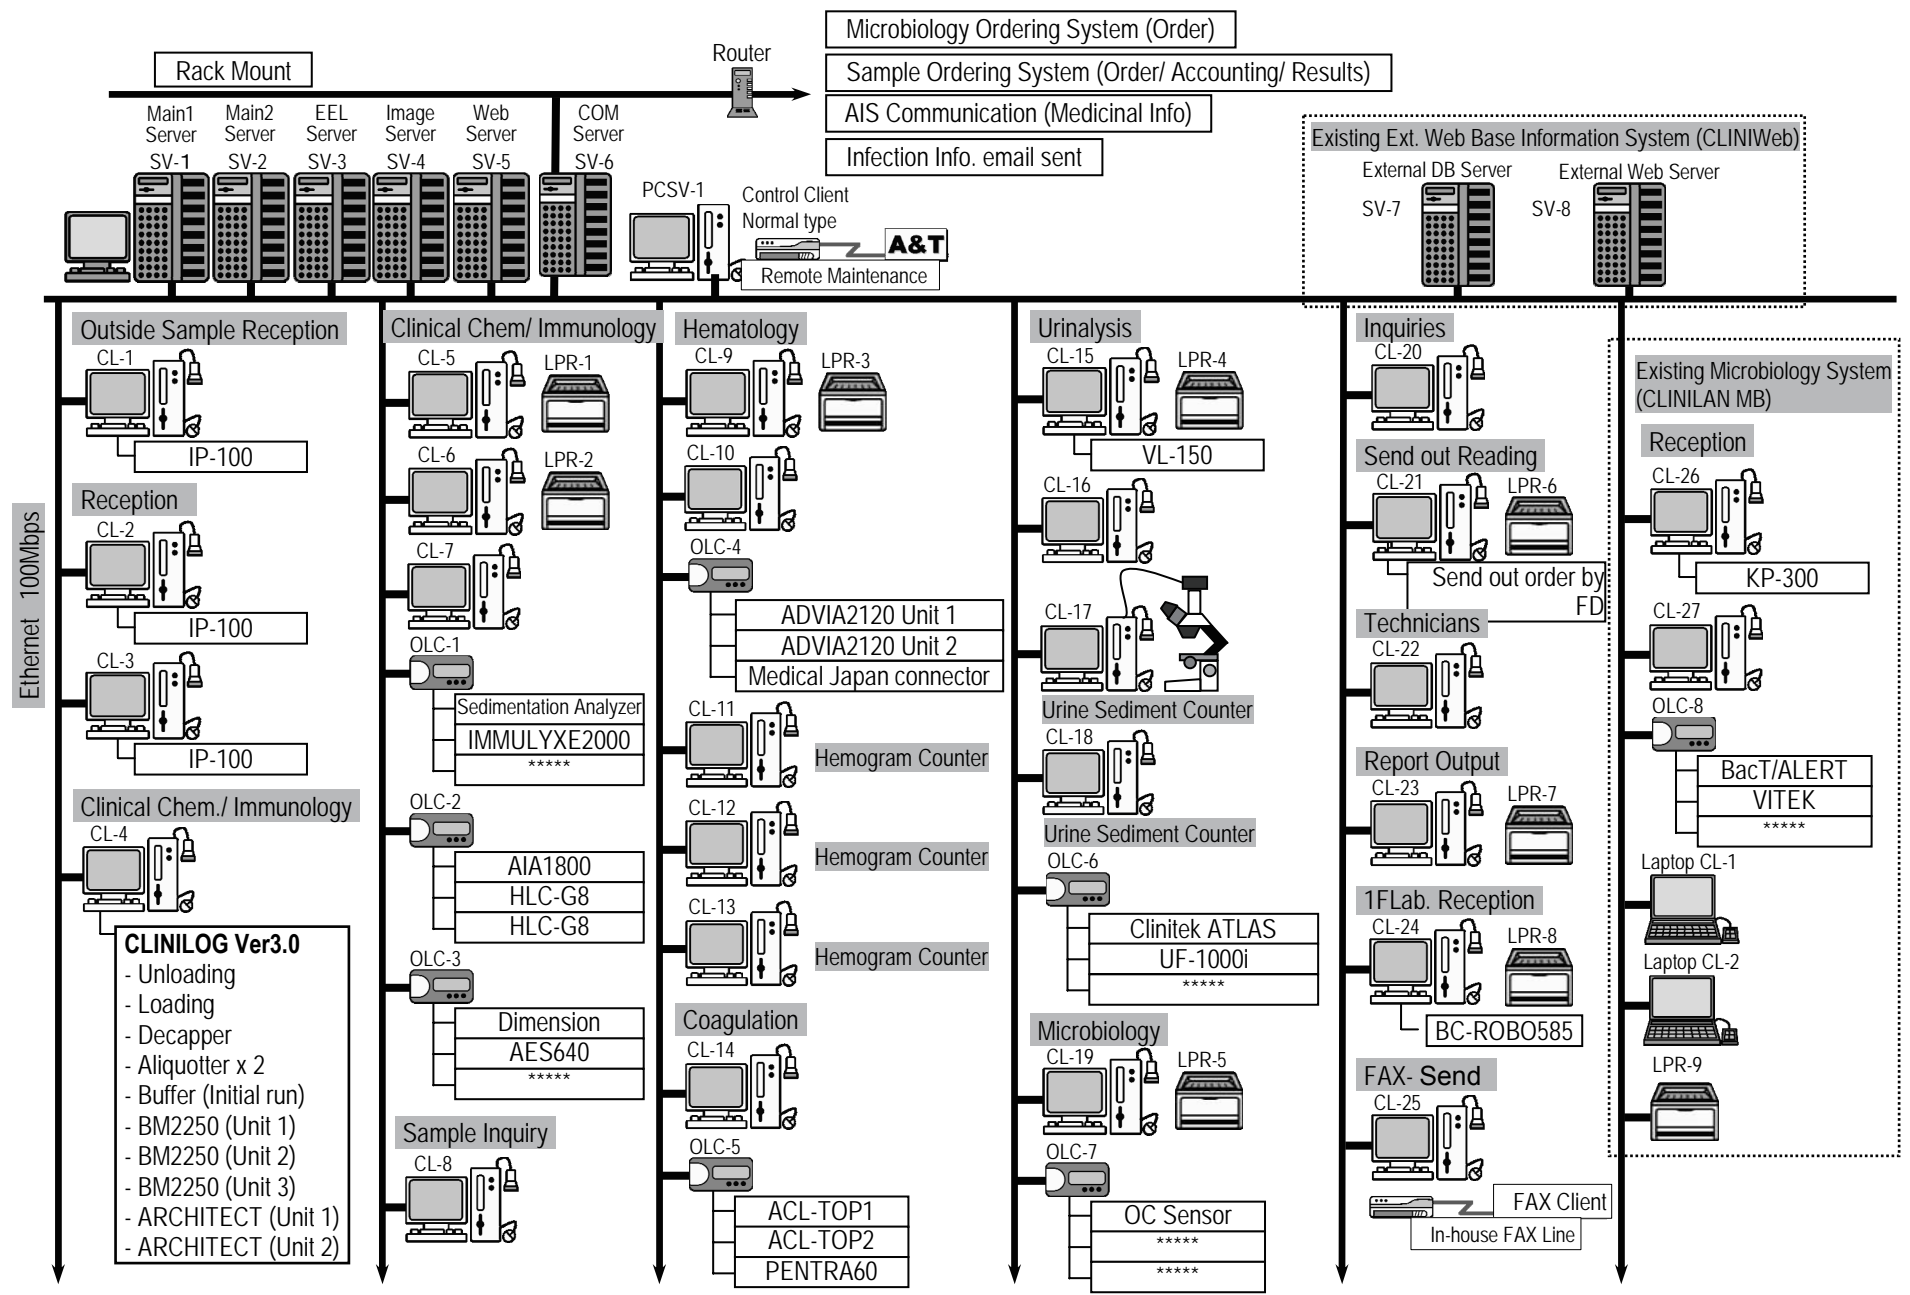 Microbiology Ordering System (Order)
Router
Rack Mount
Sample Ordering System (Order/ Accounting/ Results)
AIS Communication (Medicinal Info)
Infection Info. email sent
Main1
Server
SV-1
Main2
Server
SV-2
EEL
Server
SV-3
Image
Server
SV-4
Web
Server
SV-5
COM
Server
SV-6
PCSV-1
Control Client
Normal type
A&T
Remote Maintenance
Existing Ext. Web Base Information System (CLINIWeb)
External DB Server
SV-7
External Web Server
SV-8
Ethernet 100Mbps
Outside Sample Reception
CL-1
IP-100
Reception
CL-2
IP-100
CL-3
IP-100
Clinical Chem./ Immunology
CL-4
CLINILOG Ver3.0
- Unloading
- Loading
- Decapper
- Aliquotter x 2
- Buffer (Initial run)
- BM2250 (Unit 1)
- BM2250 (Unit 2)
- BM2250 (Unit 3)
- ARCHITECT (Unit 1)
- ARCHITECT (Unit 2)
Clinical Chem/ Immunology
CL-5
LPR-1
CL-6
LPR-2
CL-7
OLC-1
Sedimentation Analyzer
IMMULYXE2000
*****
OLC-2
AIA1800
HLC-G8
HLC-G8
OLC-3
Dimension
AES640
*****
Sample Inquiry
CL-8
Hematology
CL-9
LPR-3
CL-10
OLC-4
ADVIA2120 Unit 1
ADVIA2120 Unit 2
Medical Japan connector
CL-11
Hemogram Counter
CL-12
Hemogram Counter
CL-13
Hemogram Counter
Coagulation
CL-14
OLC-5
ACL-TOP1
ACL-TOP2
PENTRA60
Urinalysis
CL-15
LPR-4
VL-150
CL-16
CL-17
Urine Sediment Counter
CL-18
Urine Sediment Counter
OLC-6
Clinitek ATLAS
UF-1000i
*****
Microbiology
CL-19
LPR-5
OLC-7
OC Sensor
*****
*****
Inquiries
CL-20
Send out Reading
CL-21
LPR-6
Send out order by
FD
Technicians
CL-22
Report Output
CL-23
LPR-7
1FLab. Reception
CL-24
LPR-8
BC-ROBO585
FAX- Send
CL-25
FAX Client
In-house FAX Line
Existing Microbiology System
(CLINILAN MB)
Reception
CL-26
KP-300
CL-27
OLC-8
BacT/ALERT
VITEK
*****
Laptop CL-1
Laptop CL-2
LPR-9